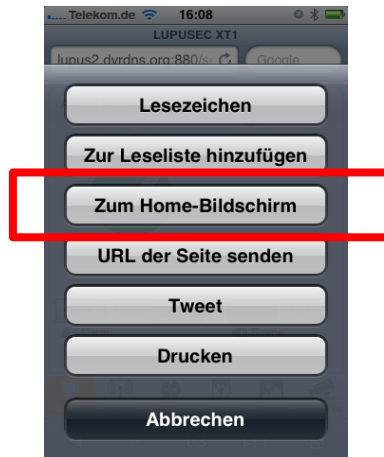 Telekom.de 16:08
LUPUSEC XT1
lupus2.dyrdns.org:880/s Google
Lesezeichen
Zur Leseliste hinzufügen
Zum Home-Bildschirm
URL der Seite senden
Tweet
Drucken
Abbrechen